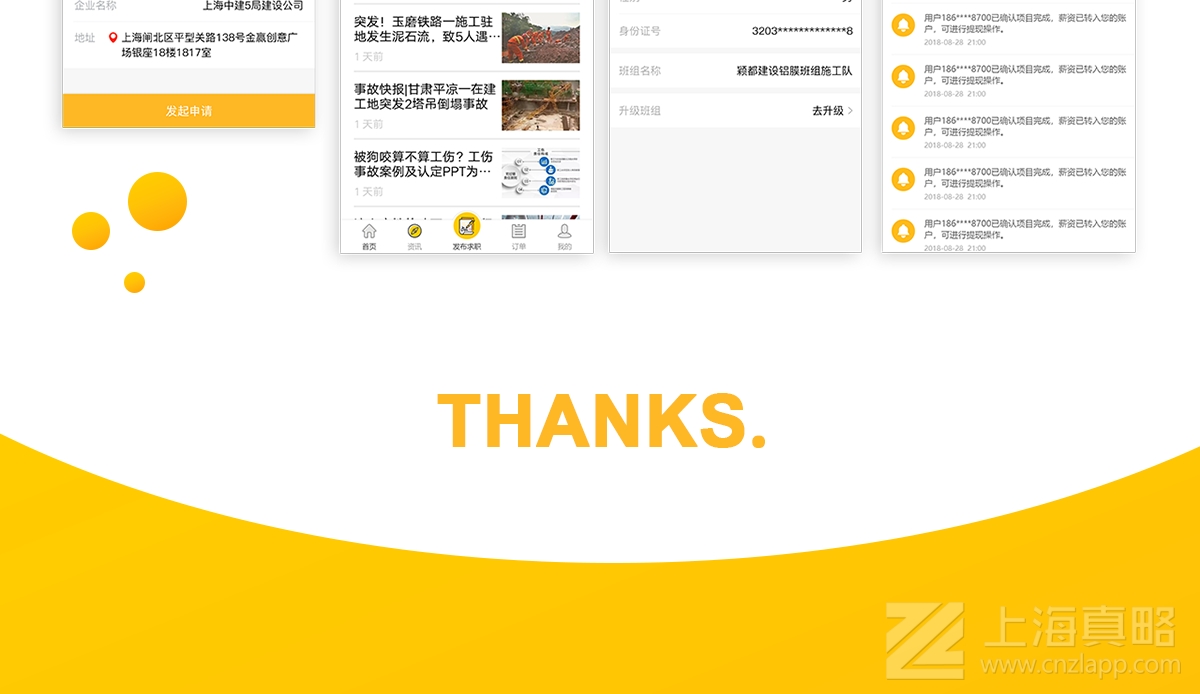 企业名称
上海中建5局建设公司
地址
上海闸北区平型关路138号金赢创意广
场银座18楼1817室
发起申请
突发！玉磨铁路一施工驻
地发生泥石流，致5人遇…
1天前
事故快报|甘肃平凉一在建
工地突发2塔吊倒塌事故
1天前
被狗咬算不算工伤？工伤
事故案例及认定PPT为…
1天前
首页
资讯
发布求职
订单
我的
身份证号
3203*************8
班组名称
颖都建设铝膜班组施工队
升级班组
去升级
用户186****8700已确认项目完成，薪资已转入您的账
户，可进行提现操作。
2018-08-28 21:00
用户186****8700已确认项目完成，薪资已转入您的账
户，可进行提现操作。
2018-08-28 21:00
用户186****8700已确认项目完成，薪资已转入您的账
户，可进行提现操作。
2018-08-28 21:00
用户186****8700已确认项目完成，薪资已转入您的账
户，可进行提现操作。
2018-08-28 21:00
用户186****8700已确认项目完成，薪资已转入您的账
户，可进行提现操作。
2018-08-28 21:00
THANKS.
上海真略
www.cnzlapp.com